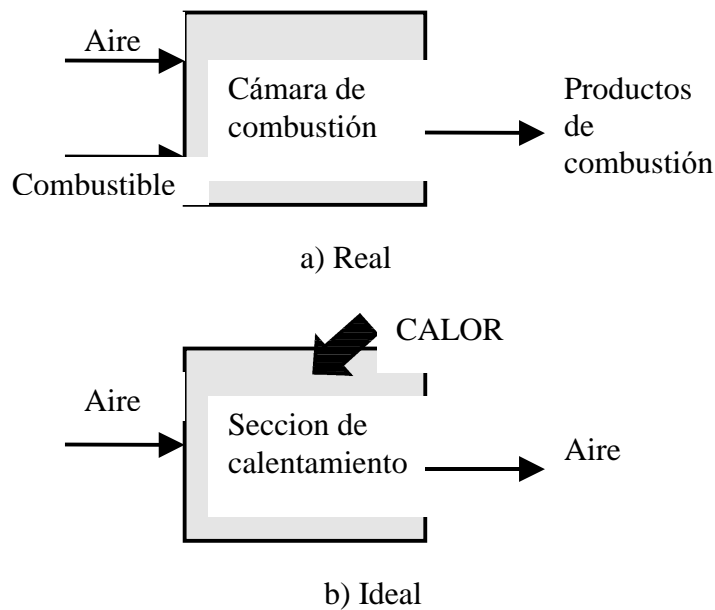 Aire
Cámara de
combustión
Productos
de
combustión
Combustible
a) Real
CALOR
Aire
Seccion de
calentamiento
Aire
b) Ideal